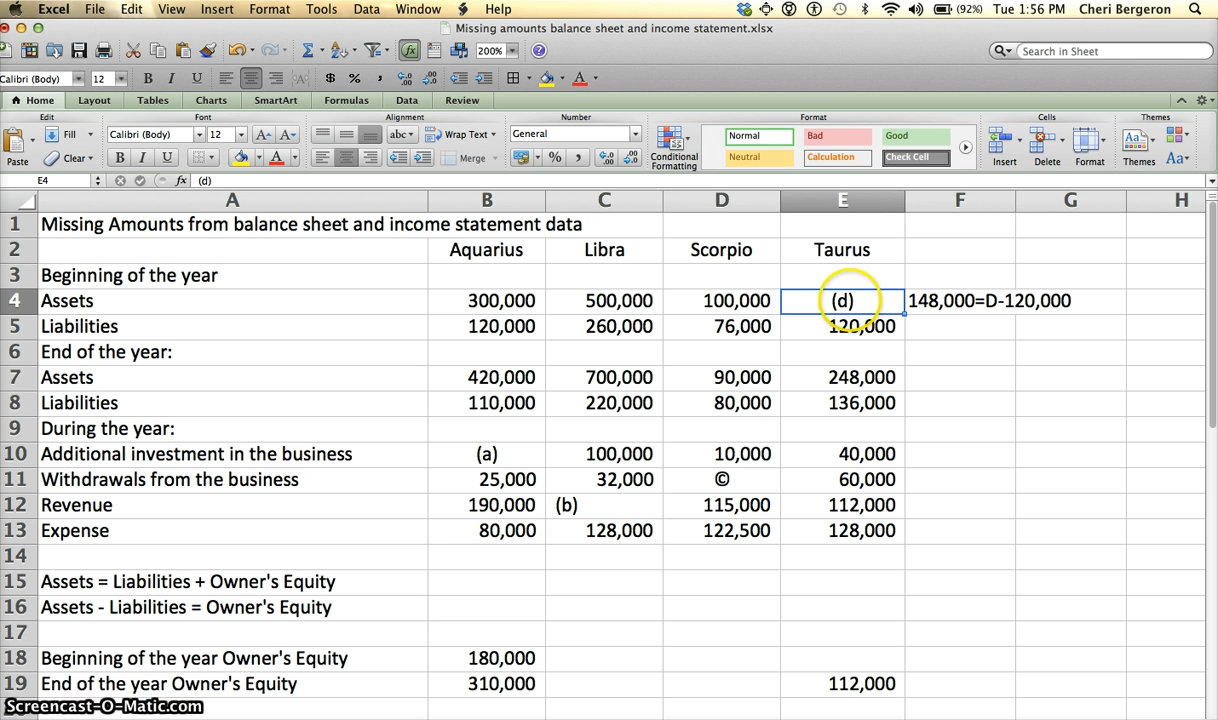 Excel File Edit View Insert Format Tools Data Window Help (92%) Tue 1:56 PM Cheri Bergeron
Missing amounts balance sheet and income statement.xlsx
200% Search in Sheet
Calibri (Body) 12 B I U
Home Layout Tables Charts SmartArt Formulas Data Review
Edit Font Alignment Number Format Cells Themes
Fill Calibri (Body) 12 A A abc Wrap Text General Normal Bad Good
Paste Clear B I U A Merge % Conditional Formatting Neutral Calculation Check Cell Insert Delete Format Themes Aa
E4 fx (d)
A B C D E F G H
1 Missing Amounts from balance sheet and income statement data
2 Aquarius Libra Scorpio Taurus
3 Beginning of the year
4 Assets 300,000 500,000 100,000 (d) 148,000=D-120,000
5 Liabilities 120,000 260,000 76,000 120,000
6 End of the year:
7 Assets 420,000 700,000 90,000 248,000
8 Liabilities 110,000 220,000 80,000 136,000
9 During the year:
10 Additional investment in the business (a) 100,000 10,000 40,000
11 Withdrawals from the business 25,000 32,000 © 60,000
12 Revenue 190,000 (b) 115,000 112,000
13 Expense 80,000 128,000 122,500 128,000
14
15 Assets = Liabilities + Owner's Equity
16 Assets - Liabilities = Owner's Equity
17
18 Beginning of the year Owner's Equity 180,000
19 End of the year Owner's Equity 310,000 112,000
Screencast-O-Matic.com